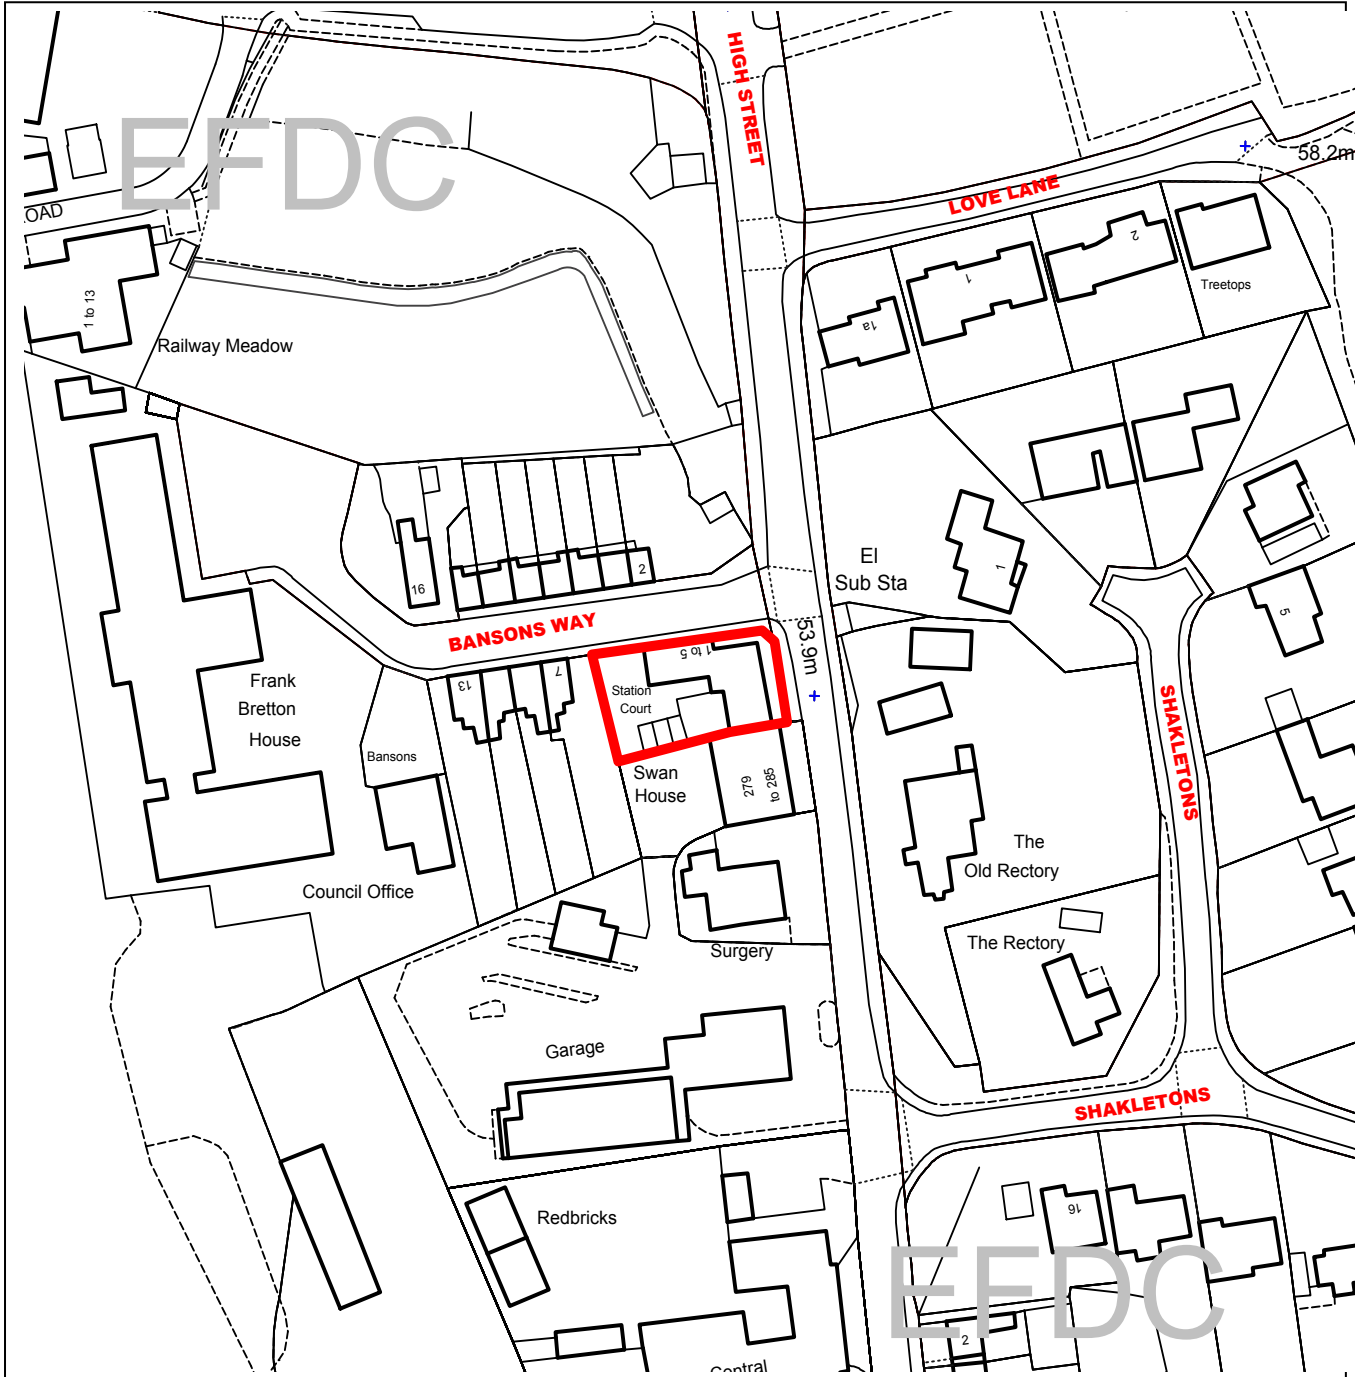 HIGH STREET
EFDC
58.2m
LOVE LANE
OAD
2
1
Treetops
1 to 13
1a
Railway Meadow
El
Sub Sta
1
16
2
5
BANSONS WAY
53.9m
1 to 5
Frank
Bretton
House
13
7
Station
Court
SHAKLETONS
Bansons
Swan
House
279
to 285
The
Old Rectory
Council Office
The Rectory
Surgery
Garage
SHAKLETONS
Redbricks
16
EFDC
2
Central